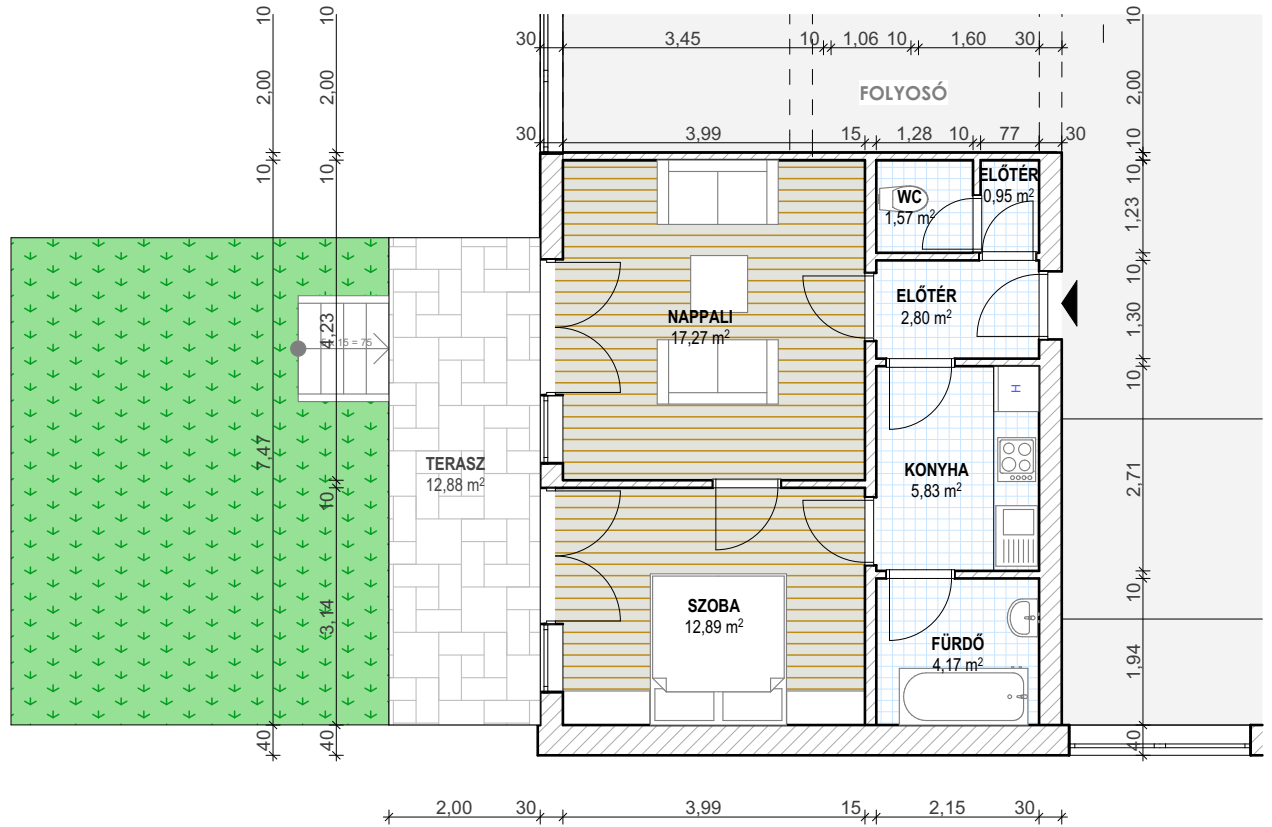 10
10
10
30
3,45
10
1,06
10
1,60
30
2,00
2,00
2,00
FOLYOSÓ
30
3,99
15
1,28
10
77
30
10
10
10
10
10
10
ELŐTÉR
0,95 m²
WC
1,57 m²
1,23
10
ELŐTÉR
2,80 m²
1,30
NAPPALI
17,27 m²
4,23
15 = 75
10
H
7,47
TERASZ
12,88 m²
KONYHA
5,83 m²
2,71
10
10
SZOBA
12,89 m²
3,14
FÜRDŐ
4,17 m²
1,94
40
40
40
2,00
30
3,99
15
2,15
30